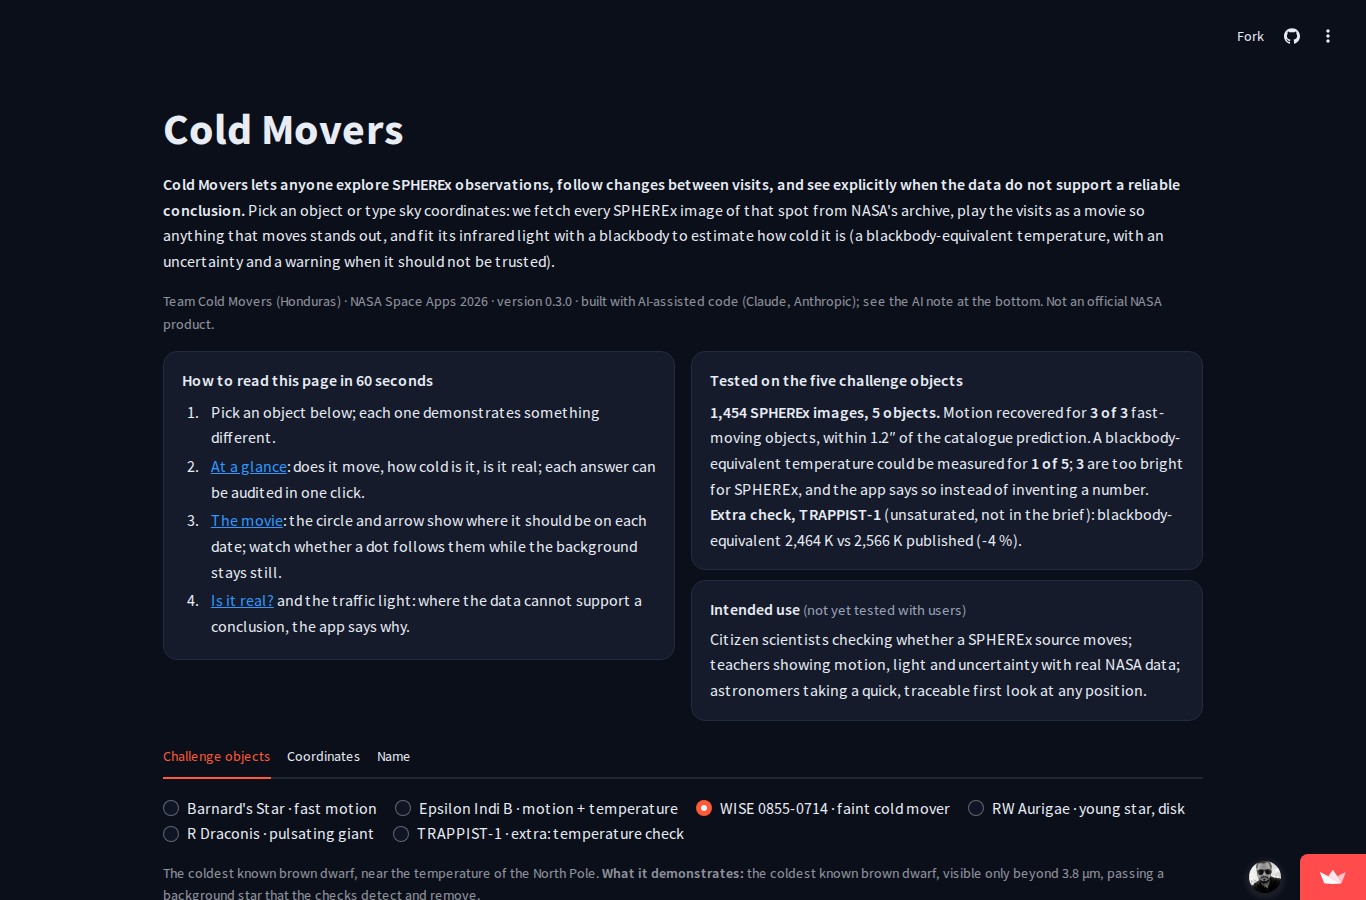 Fork
Cold Movers
Cold Movers lets anyone explore SPHEREx observations, follow changes between visits, and see explicitly when the data do not support a reliable
conclusion. Pick an object or type sky coordinates: we fetch every SPHEREx image of that spot from NASA's archive, play the visits as a movie so
anything that moves stands out, and fit its infrared light with a blackbody to estimate how cold it is (a blackbody-equivalent temperature, with an
uncertainty and a warning when it should not be trusted).
Team Cold Movers (Honduras) · NASA Space Apps 2026 · version 0.3.0 · built with AI-assisted code (Claude, Anthropic); see the AI note at the bottom. Not an official NASA
product.
How to read this page in 60 seconds
1. Pick an object below; each one demonstrates something
different.
2. At a glance: does it move, how cold is it, is it real; each answer can
be audited in one click.
3. The movie: the circle and arrow show where it should be on each
date; watch whether a dot follows them while the background
stays still.
4. Is it real? and the traffic light: where the data cannot support a
conclusion, the app says why.
Tested on the five challenge objects
1,454 SPHEREx images, 5 objects. Motion recovered for 3 of 3 fast-
moving objects, within 1.2″ of the catalogue prediction. A blackbody-
equivalent temperature could be measured for 1 of 5; 3 are too bright
for SPHEREx, and the app says so instead of inventing a number.
Extra check, TRAPPIST-1 (unsaturated, not in the brief): blackbody-
equivalent 2,464 K vs 2,566 K published (-4 %).
Intended use (not yet tested with users)
Citizen scientists checking whether a SPHEREx source moves;
teachers showing motion, light and uncertainty with real NASA data;
astronomers taking a quick, traceable first look at any position.
Challenge objects Coordinates Name
Barnard's Star · fast motion Epsilon Indi B · motion + temperature WISE 0855-0714 · faint cold mover RW Aurigae · young star, disk
R Draconis · pulsating giant TRAPPIST-1 · extra: temperature check
The coldest known brown dwarf, near the temperature of the North Pole. What it demonstrates: the coldest known brown dwarf, visible only beyond 3.8 µm, passing a
background star that the checks detect and remove.